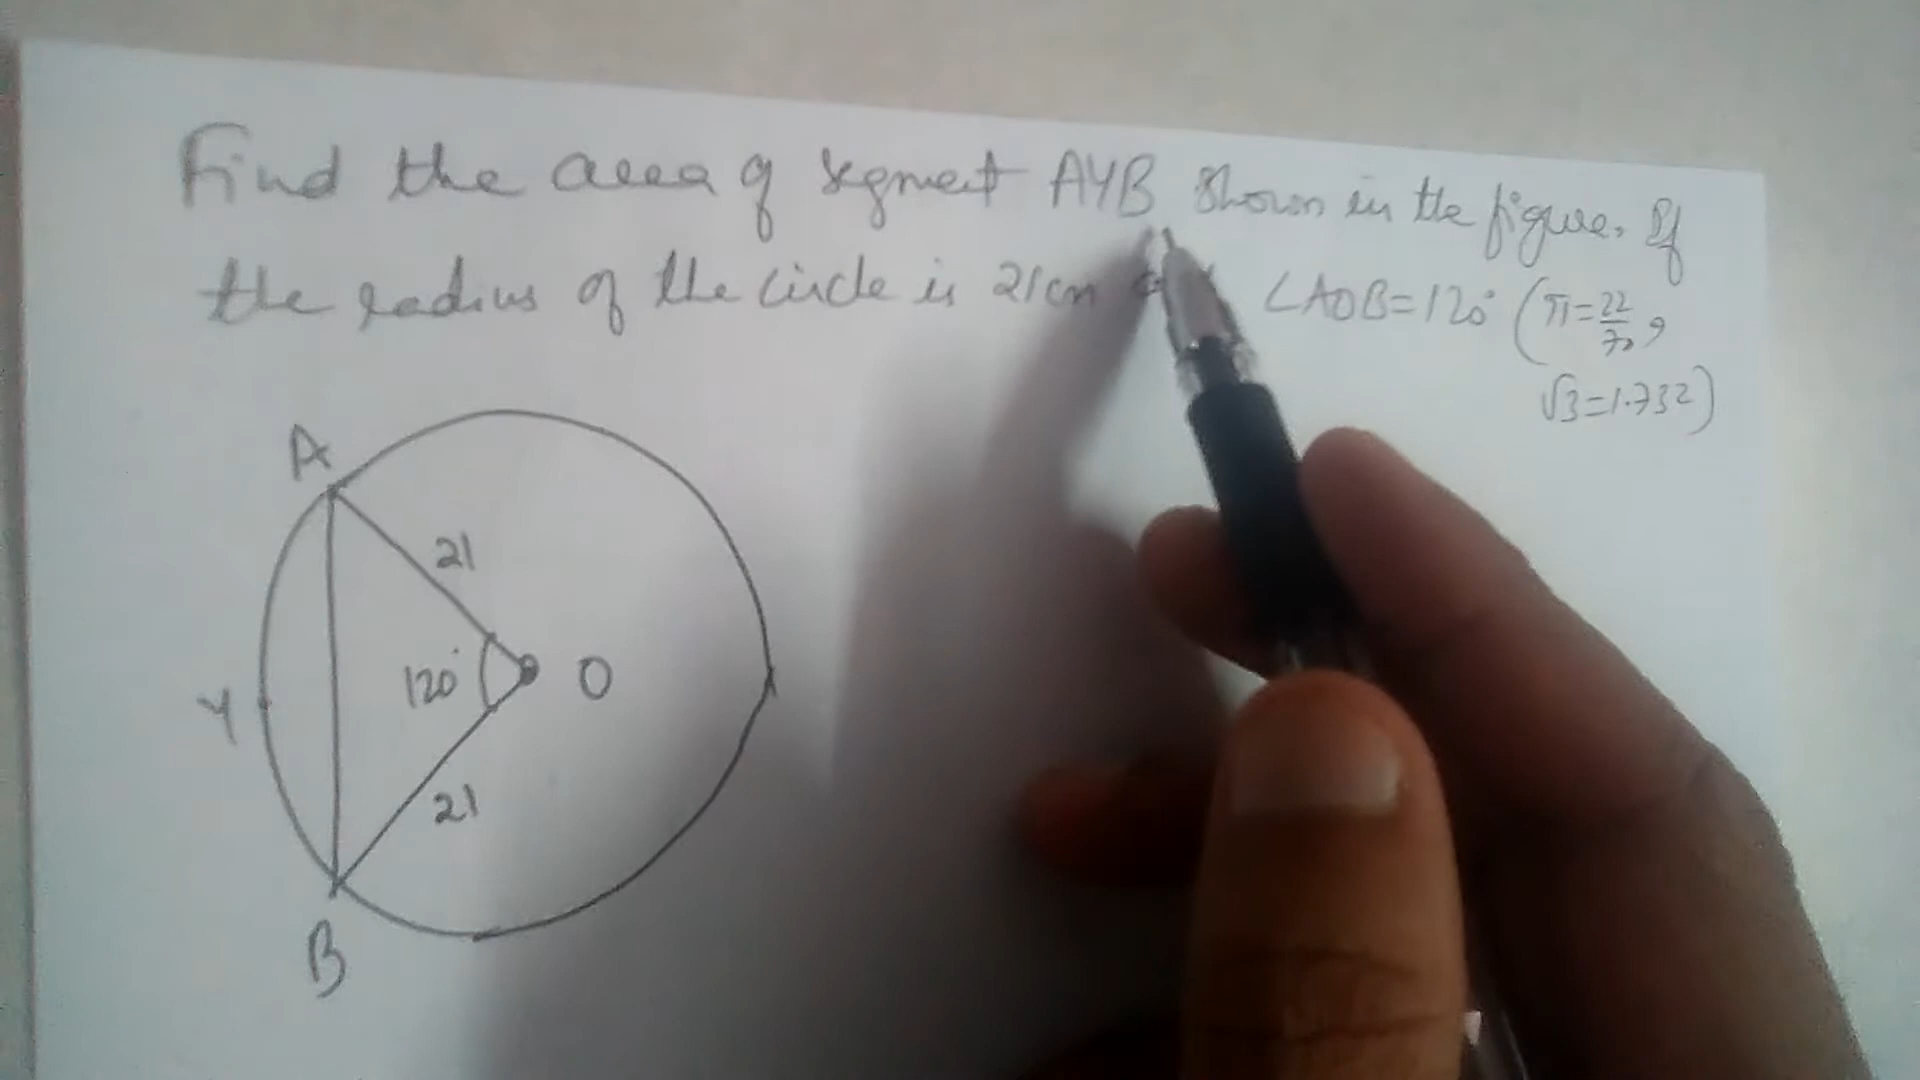 Find the area of segment AYB shown in the figure, If
the radius of the circle is 21cm ∠AOB=120° (π=22/7,
√3=1.732)
A
21
120° O
Y
21
B